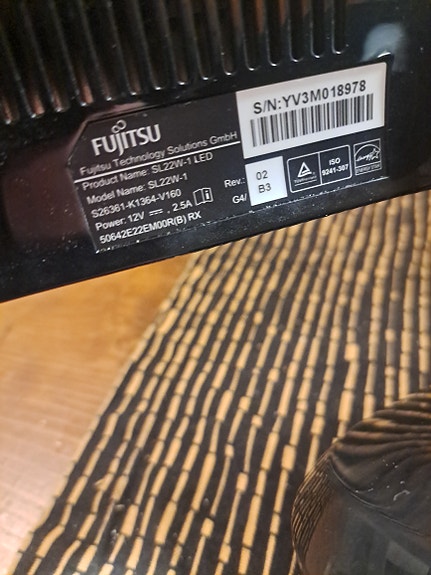 FUJITSU
Fujitsu Technology Solutions GmbH
Product Name: SL22W-1 LED
Model Name: SL22W-1
S26361-K1364-V160
Power: 12V ⎓ 2.5A
50642E22EM00R(B) RX
S/N:YV3M018978
Rev.: 02
G4/ B3
ISO
9241-307